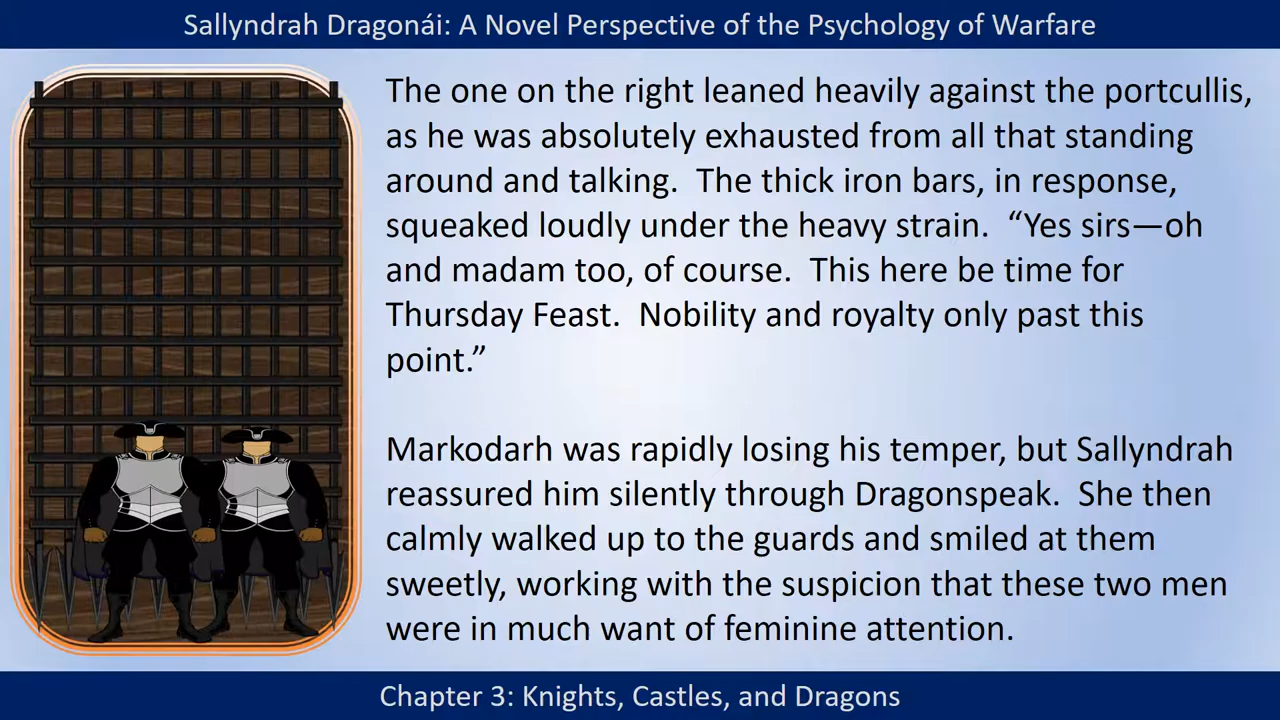 Sallyndrah Dragonái: A Novel Perspective of the Psychology of Warfare
The one on the right leaned heavily against the portcullis,
as he was absolutely exhausted from all that standing
around and talking.  The thick iron bars, in response,
squeaked loudly under the heavy strain.  “Yes sirs—oh
and madam too, of course.  This here be time for
Thursday Feast.  Nobility and royalty only past this
point.”
Markodarh was rapidly losing his temper, but Sallyndrah
reassured him silently through Dragonspeak.  She then
calmly walked up to the guards and smiled at them
sweetly, working with the suspicion that these two men
were in much want of feminine attention.
Chapter 3: Knights, Castles, and Dragons